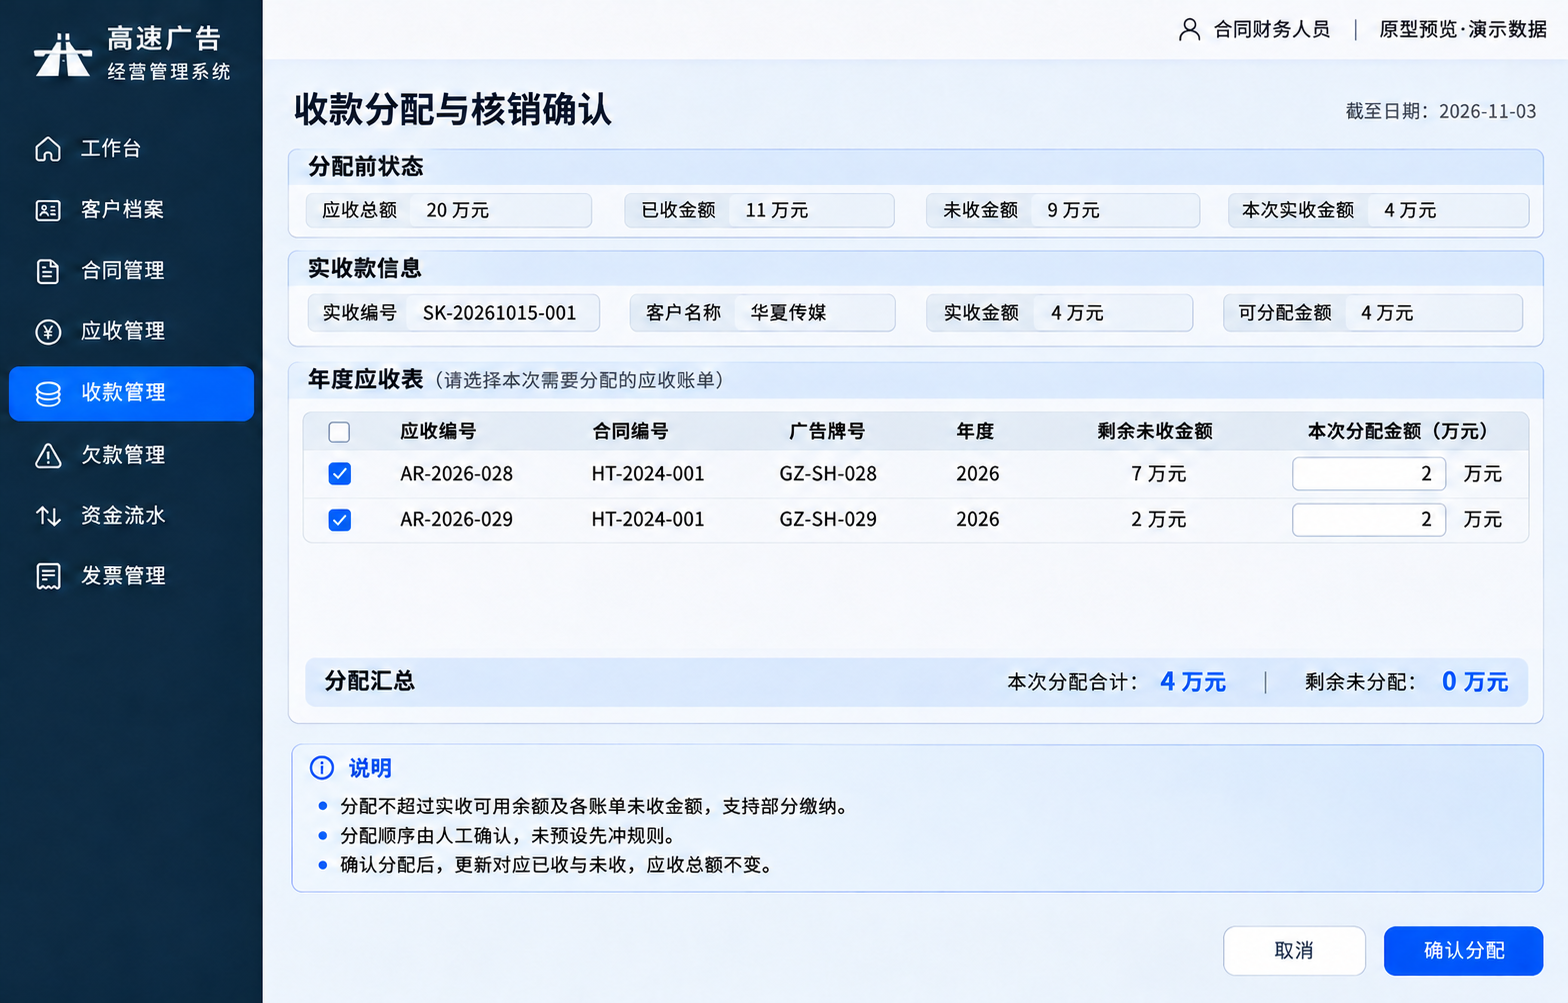 高速广告
经营管理系统
合同财务人员 | 原型预览·演示数据
工作台
客户档案
合同管理
应收管理
收款管理
欠款管理
资金流水
发票管理
收款分配与核销确认
截至日期：2026-11-03
分配前状态
应收总额 20 万元 已收金额 11 万元 未收金额 9 万元 本次实收金额 4 万元
实收款信息
实收编号 SK-20261015-001 客户名称 华夏传媒 实收金额 4 万元 可分配金额 4 万元
年度应收表（请选择本次需要分配的应收账单）
应收编号 合同编号 广告牌号 年度 剩余未收金额 本次分配金额（万元）
AR-2026-028 HT-2024-001 GZ-SH-028 2026 7 万元 2 万元
AR-2026-029 HT-2024-001 GZ-SH-029 2026 2 万元 2 万元
分配汇总 本次分配合计： 4 万元 | 剩余未分配： 0 万元
说明
分配不超过实收可用余额及各账单未收金额，支持部分缴纳。
分配顺序由人工确认，未预设先冲规则。
确认分配后，更新对应已收与未收，应收总额不变。
取消 确认分配